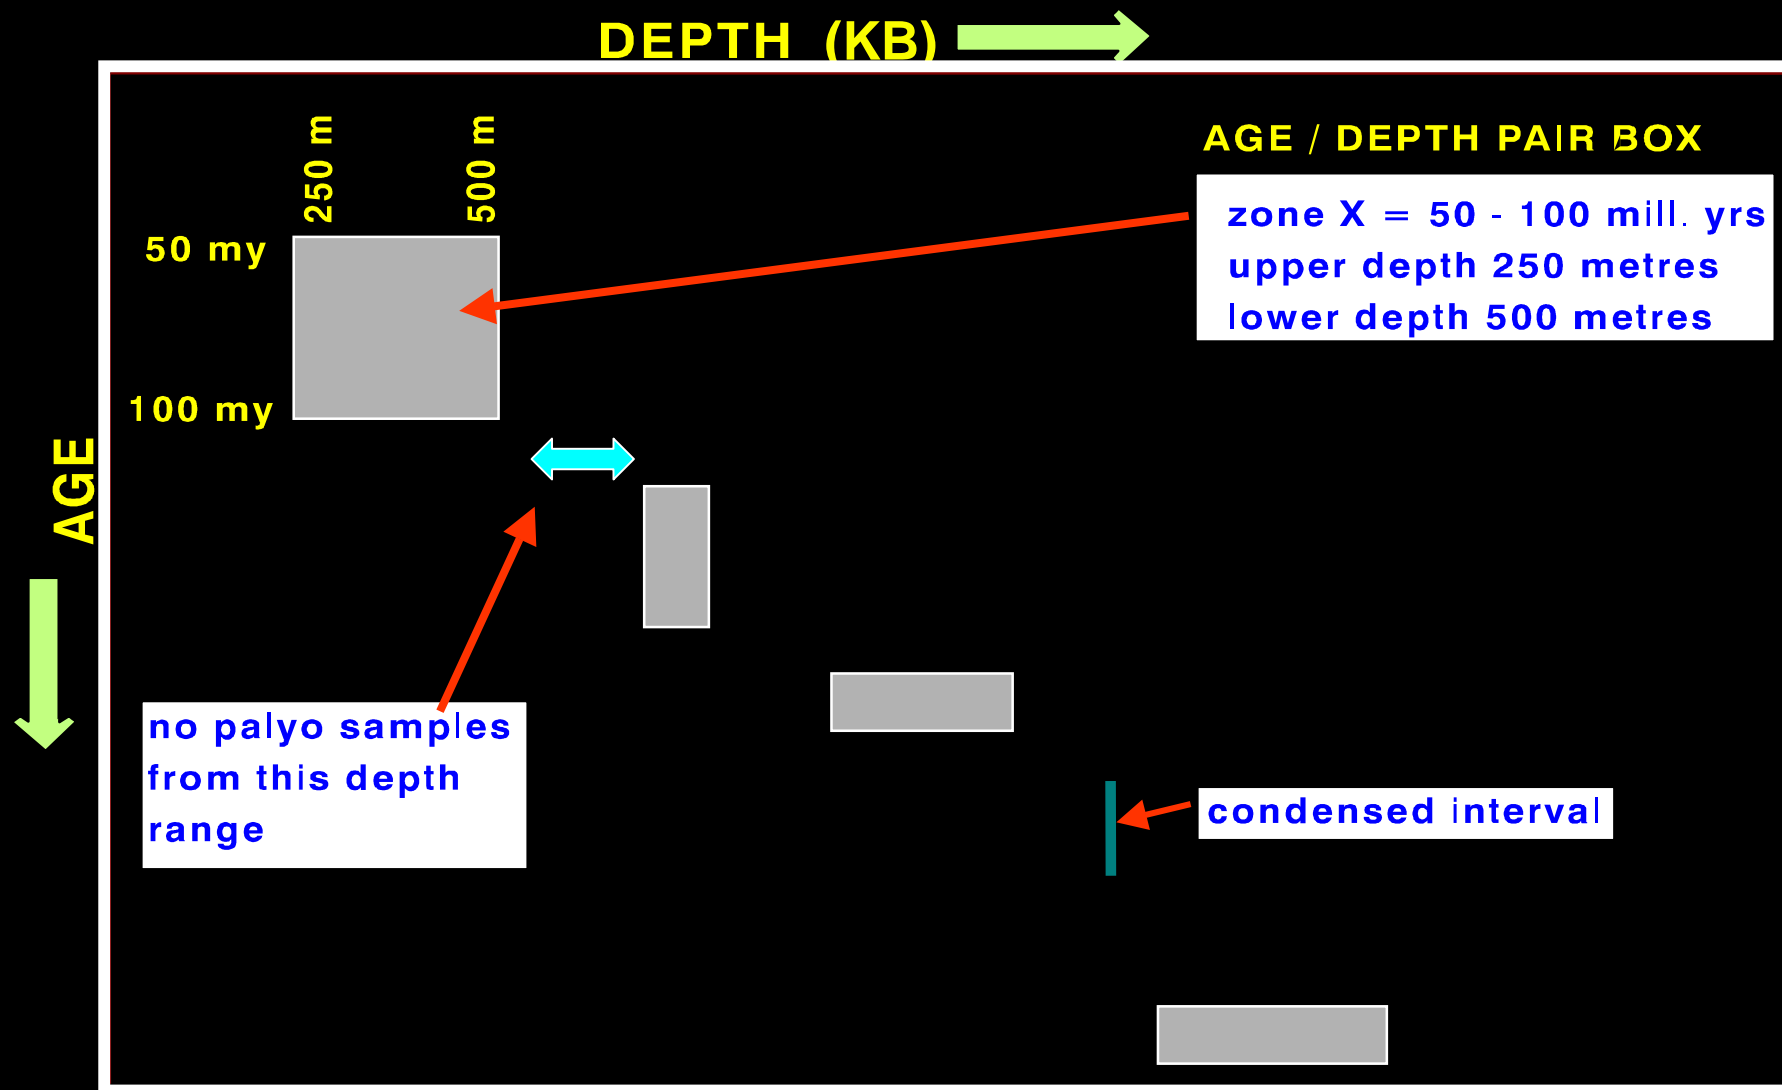 DEPTH (KB)
250 m
500 m
AGE / DEPTH PAIR BOX
zone X = 50 - 100 mill. yrs
upper depth 250 metres
lower depth 500 metres
50 my
100 my
AGE
no palyo samples
from this depth
range
condensed interval